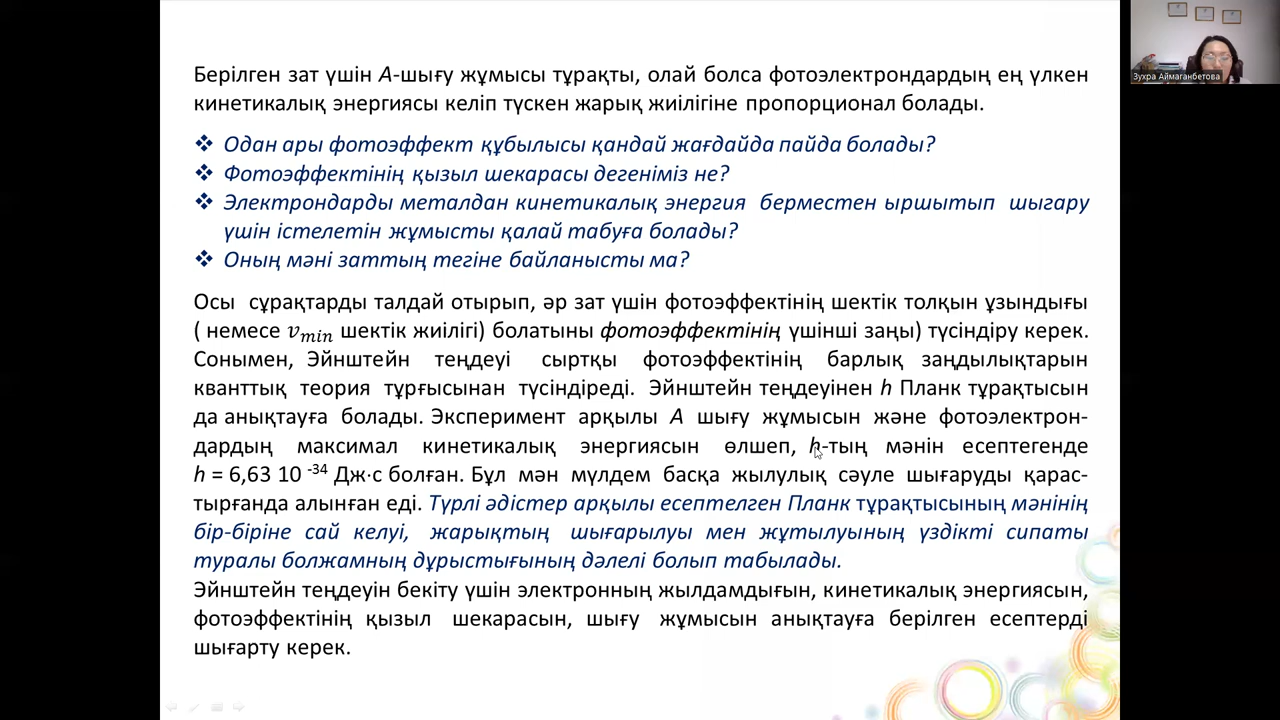 Берілген зат үшін A-шығу жұмысы тұрақты, олай болса фотоэлектрондардың ең үлкен
кинетикалық энергиясы келіп түскен жарық жиілігіне пропорционал болады.
❖ Одан ары фотоэффект құбылысы қандай жағдайда пайда болады?
❖ Фотоэффектінің қызыл шекарасы дегеніміз не?
❖ Электрондарды металдан кинетикалық энергия берместен ыршытып шыгару
үшін істелетін жұмысты қалай табуға болады?
❖ Оның мәні заттың тегіне байланысты ма?
Осы сұрақтарды талдай отырып, әр зат үшін фотоэффектінің шектік толқын ұзындығы
( немесе 𝑣𝑚𝑖𝑛 шектік жиілігі) болатыны фотоэффектінің үшінші заңы) түсіндіру керек.
Сонымен, Эйнштейн теңдеуі сыртқы фотоэффектінің барлық заңдылықтарын
кванттық теория тұрғысынан түсіндіреді. Эйнштейн теңдеуінен h Планк тұрақтысын
да анықтауға болады. Эксперимент арқылы A шығу жұмысын және фотоэлектрон-
дардың максимал кинетикалық энергиясын өлшеп, h-тың мәнін есептегенде
h = 6,63 10 -34 Дж·с болған. Бұл мән мүлдем басқа жылулық сәуле шығаруды қарас-
тырғанда алынған еді. Түрлі әдістер арқылы есептелген Планк тұрақтысының мәнінің
бір-біріне сай келуі, жарықтың шығарылуы мен жұтылуының үздікті сипаты
туралы болжамның дұрыстығының дәлелі болып табылады.
Эйнштейн теңдеуін бекіту үшін электронның жылдамдығын, кинетикалық энергиясын,
фотоэффектінің қызыл шекарасын, шығу жұмысын анықтауға берілген есептерді
шығарту керек.
Зухра Аймаганбетова